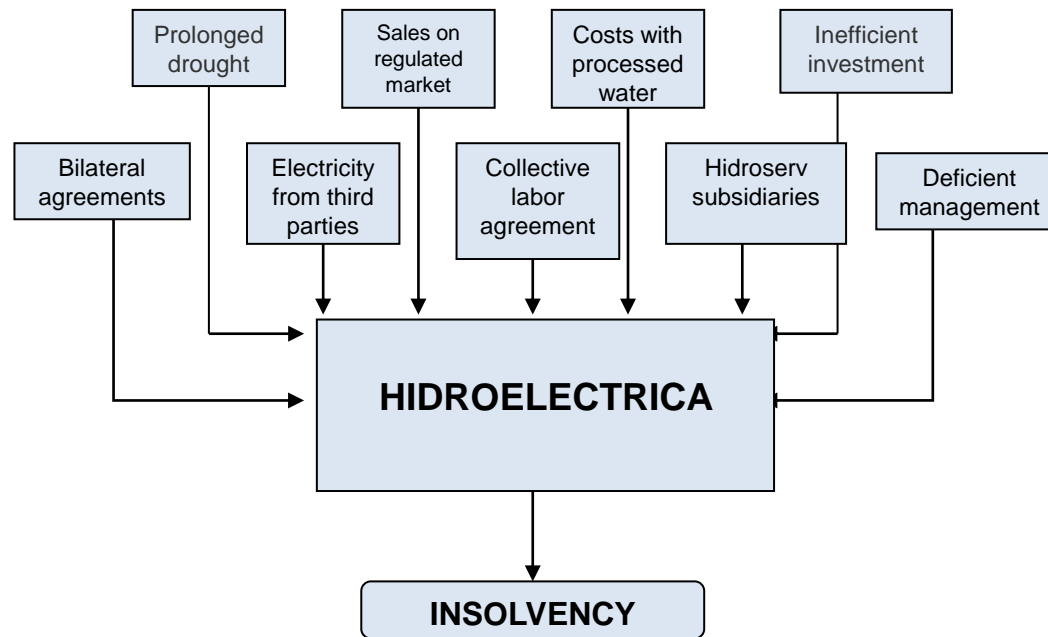 Prolonged
drought
Sales on
regulated
market
Costs with
processed
water
Inefficient
investment
Bilateral
agreements
Electricity
from third
parties
Collective
labor
agreement
Hidroserv
subsidiaries
Deficient
management
HIDROELECTRICA
INSOLVENCY